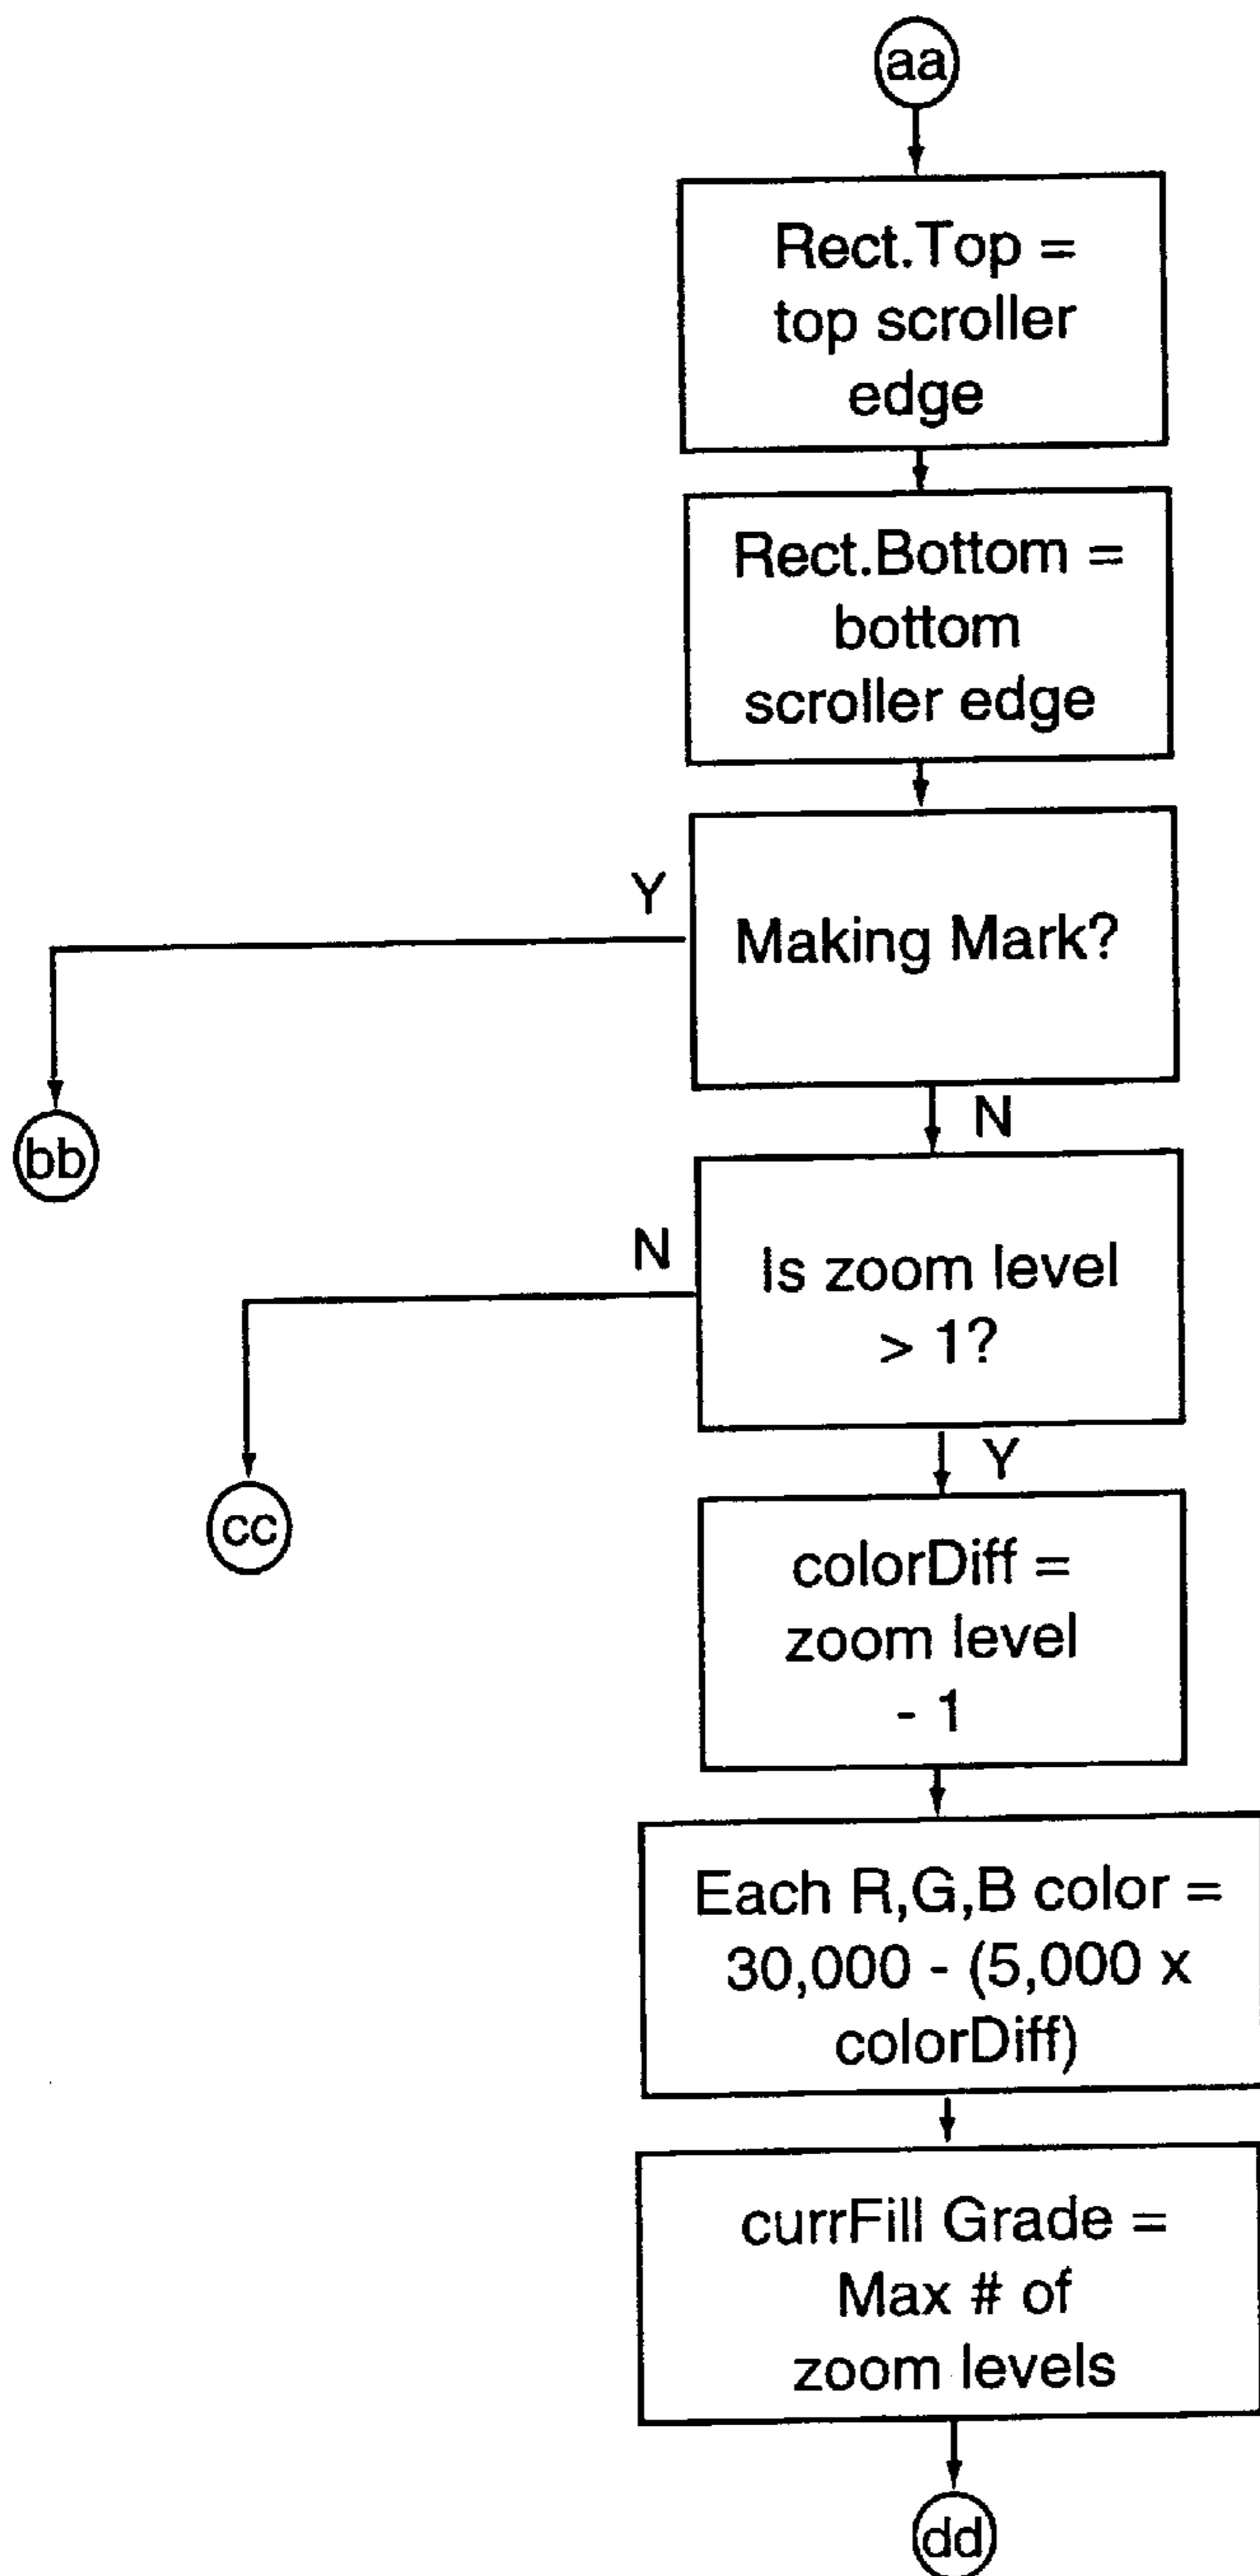 aa
Rect.Top =
top scroller
edge
Rect.Bottom =
bottom
scroller edge
Y
Making Mark?
bb
N
N
Is zoom level
> 1?
Y
cc
colorDiff =
zoom level
- 1
Each R,G,B color =
30,000 - (5,000 x
colorDiff)
currFill Grade =
Max # of
zoom levels
dd